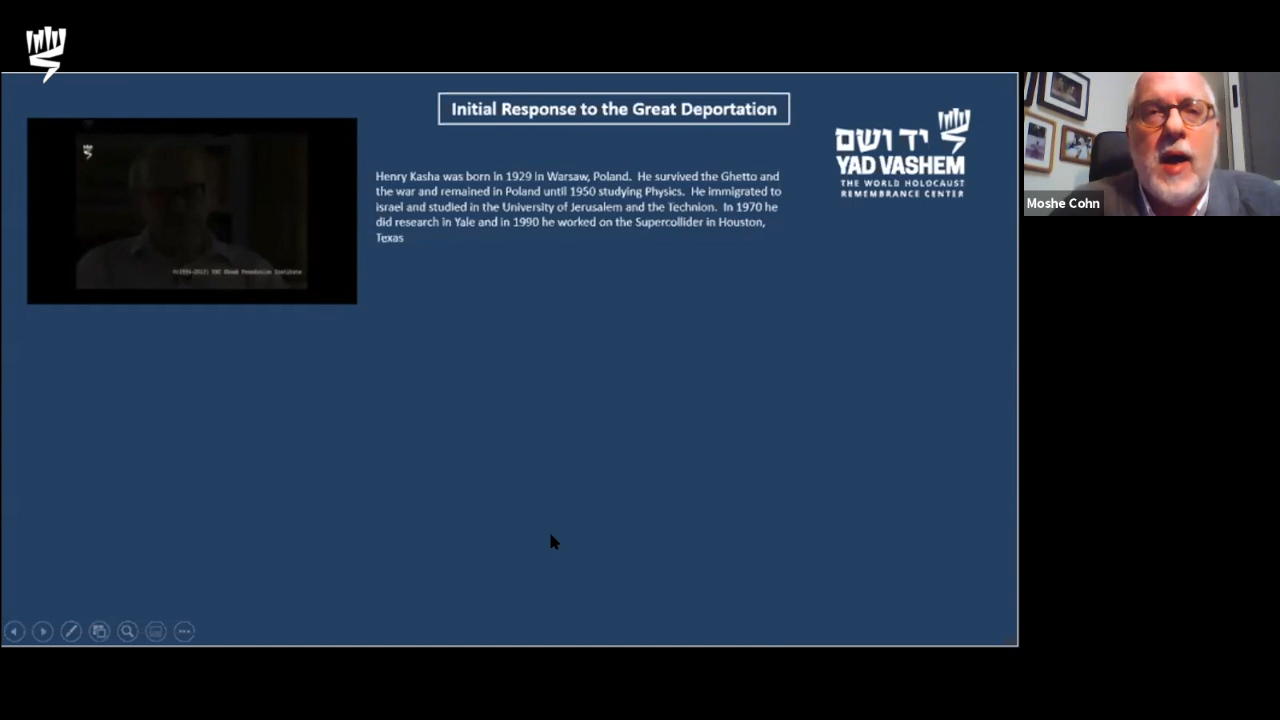 Initial Response to the Great Deportation
יד ושם
YAD VASHEM
THE WORLD HOLOCAUST
REMEMBRANCE CENTER
Henry Kasha was born in 1929 in Warsaw, Poland. He survived the Ghetto and
the war and remained in Poland until 1950 studying Physics. He immigrated to
Israel and studied in the University of Jerusalem and the Technion. In 1970 he
did research in Yale and in 1990 he worked on the Supercollider in Houston,
Texas
Moshe Cohn